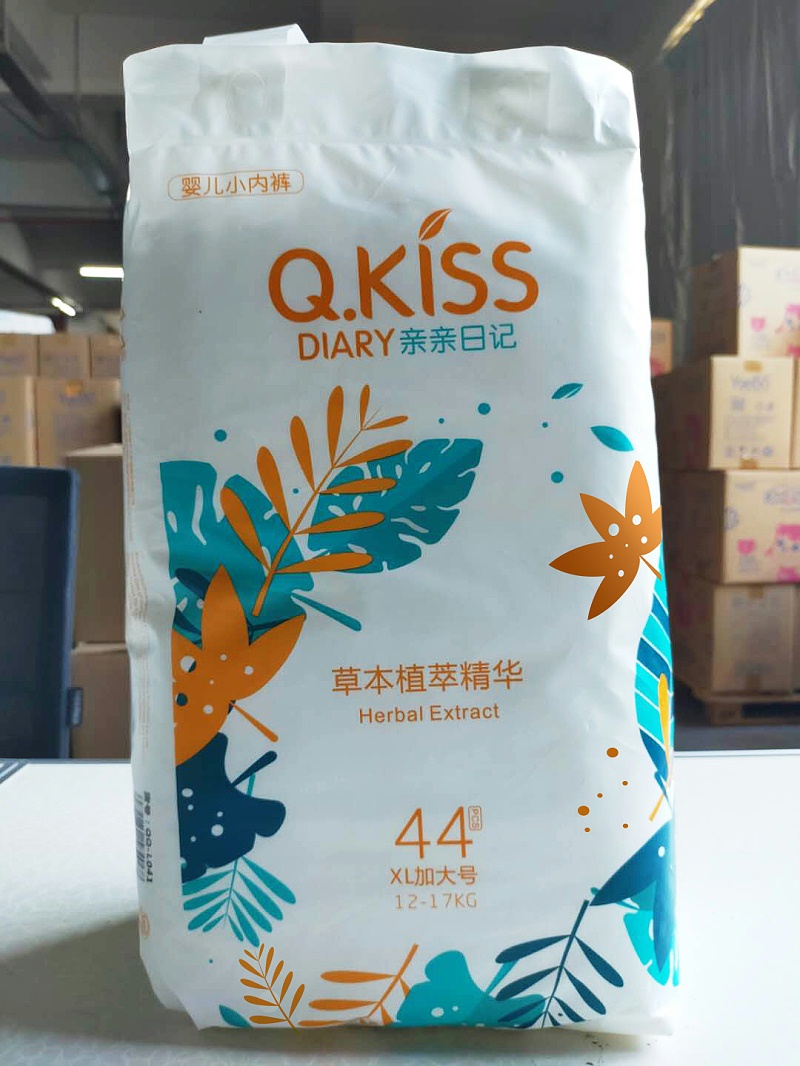 婴儿小内裤
Q.KISS
DIARY亲亲日记
草本植萃精华
Herbal Extract
44PCS
XL加大号
12-17KG